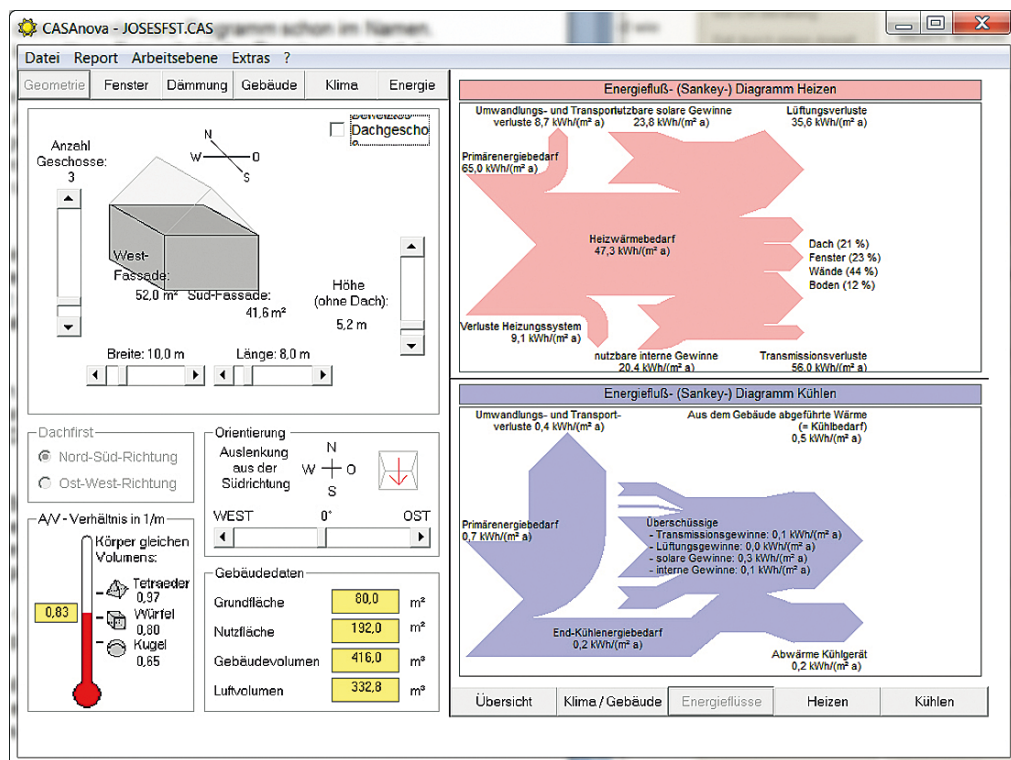 CASAnova - JOSESFST.CAS
Datei Report Arbeitsebene Extras ?
Geometrie Fenster Dämmung Gebäude Klima Energie
Anzahl
Geschosse:
3
N
W O
S
Dachgescho
West-
Fassade:
52,0 m²
Süd-Fassade:
41,6 m²
Höhe
(ohne Dach):
5,2 m
Breite: 10,0 m
Länge: 8,0 m
Dachfirst
Nord-Süd-Richtung
Ost-West-Richtung
Orientierung
Auslenkung
aus der
Südrichtung
N
W O
S
WEST 0° OST
A/V - Verhältnis in 1/m
Körper gleichen
Volumens:
Tetraeder
0,97
0,83
Würfel
0,80
Kugel
0,65
Gebäudedaten
Grundfläche 80,0 m²
Nutzfläche 192,0 m²
Gebäudevolumen 416,0 m³
Luftvolumen 332,8 m³
Energiefluß- (Sankey-) Diagramm Heizen
Umwandlungs- und Transport
verluste 8,7 kWh/(m² a)
nutzbare solare Gewinne
23,8 kWh/(m² a)
Lüftungsverluste
35,6 kWh/(m² a)
Primärenergiebedarf
65,0 kWh/(m² a)
Heizwärmebedarf
47,3 kWh/(m² a)
Dach (21 %)
Fenster (23 %)
Wände (44 %)
Boden (12 %)
Verluste Heizungssystem
9,1 kWh/(m² a)
nutzbare interne Gewinne
20,4 kWh/(m² a)
Transmissionsverluste
56,0 kWh/(m² a)
Energiefluß- (Sankey-) Diagramm Kühlen
Umwandlungs- und Transport-
verluste 0,4 kWh/(m² a)
Aus dem Gebäude abgeführte Wärme
(= Kühlbedarf)
0,5 kWh/(m² a)
Primärenergiebedarf
0,7 kWh/(m² a)
Überschüssige
- Transmissionsgewinne: 0,1 kWh/(m² a)
- Lüftungsgewinne: 0,0 kWh/(m² a)
- solare Gewinne: 0,3 kWh/(m² a)
- interne Gewinne: 0,1 kWh/(m² a)
End-Kühlenergiebedarf
0,2 kWh/(m² a)
Abwärme Kühlgerät
0,2 kWh/(m² a)
Übersicht Klima / Gebäude Energieflüsse Heizen Kühlen